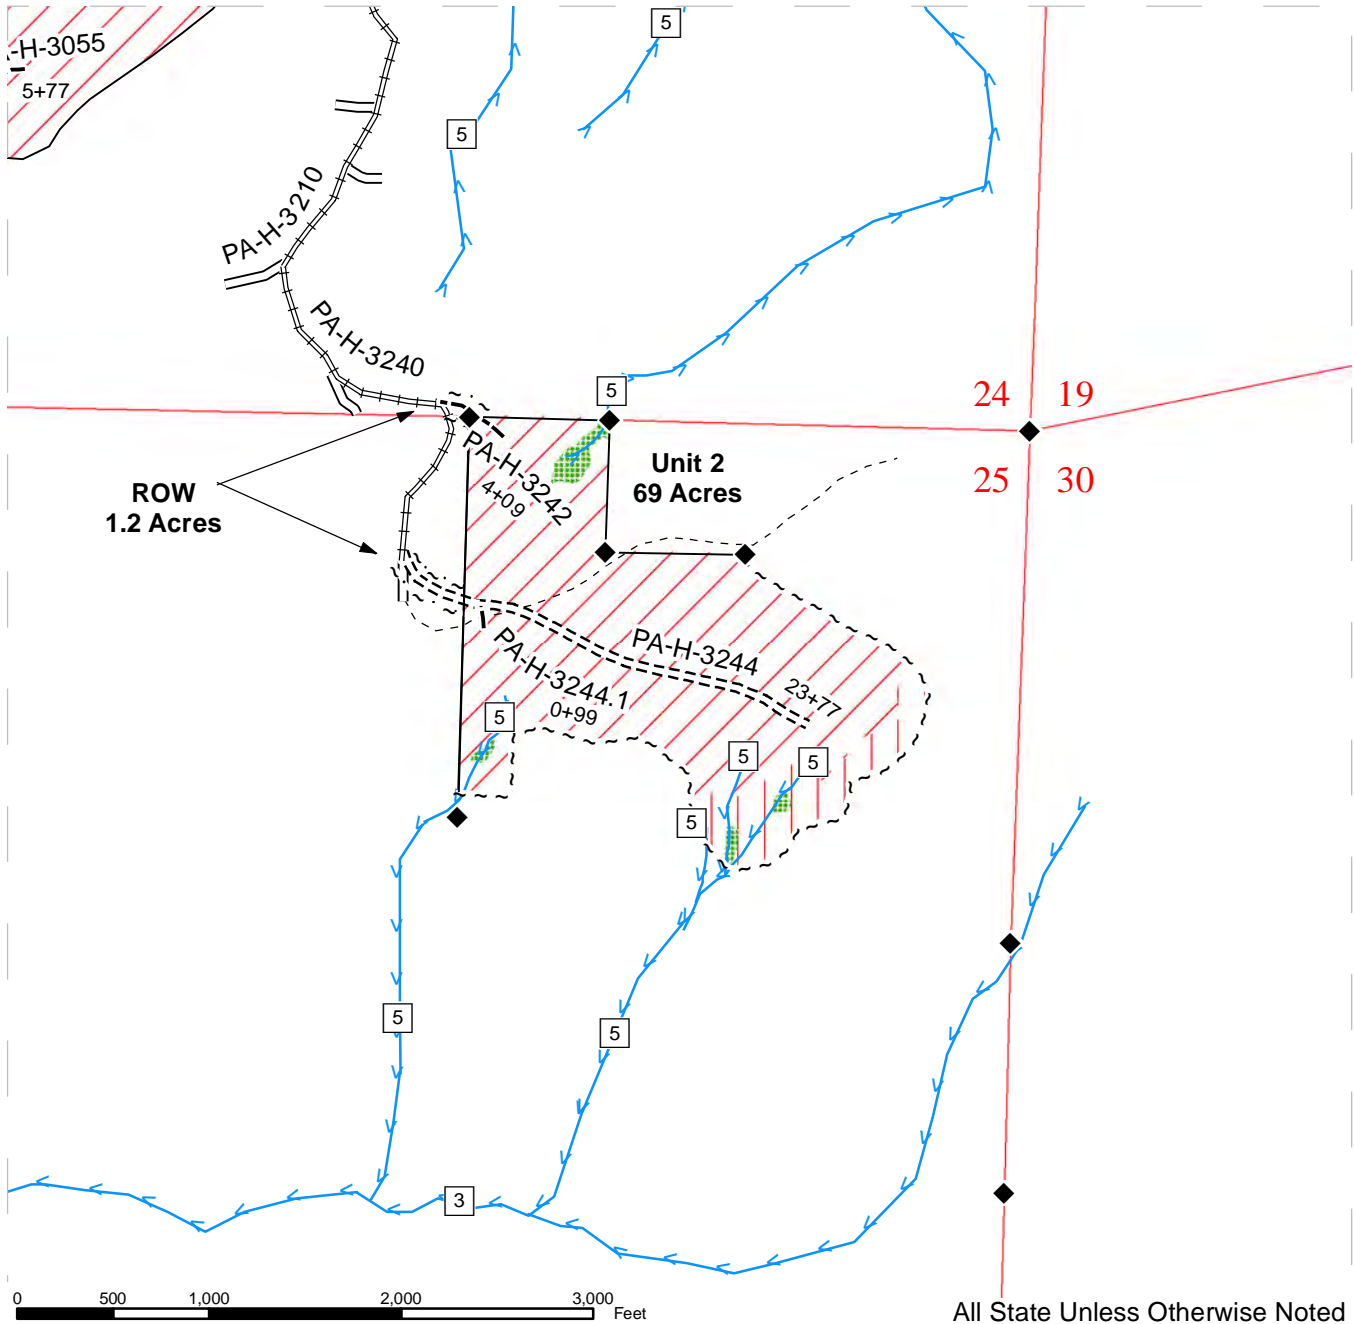 5
-H-3055
5+77
5
PA-H-3210
PA-H-3240
5
24 19
25 30
Unit 2
69 Acres
PA-H-3242
4+09
ROW
1.2 Acres
PA-H-3244
23+77
PA-H-3244.1
0+99
5
5
5
5
5
5
3
0 500 1,000 2,000 3,000
Feet
All State Unless Otherwise Noted